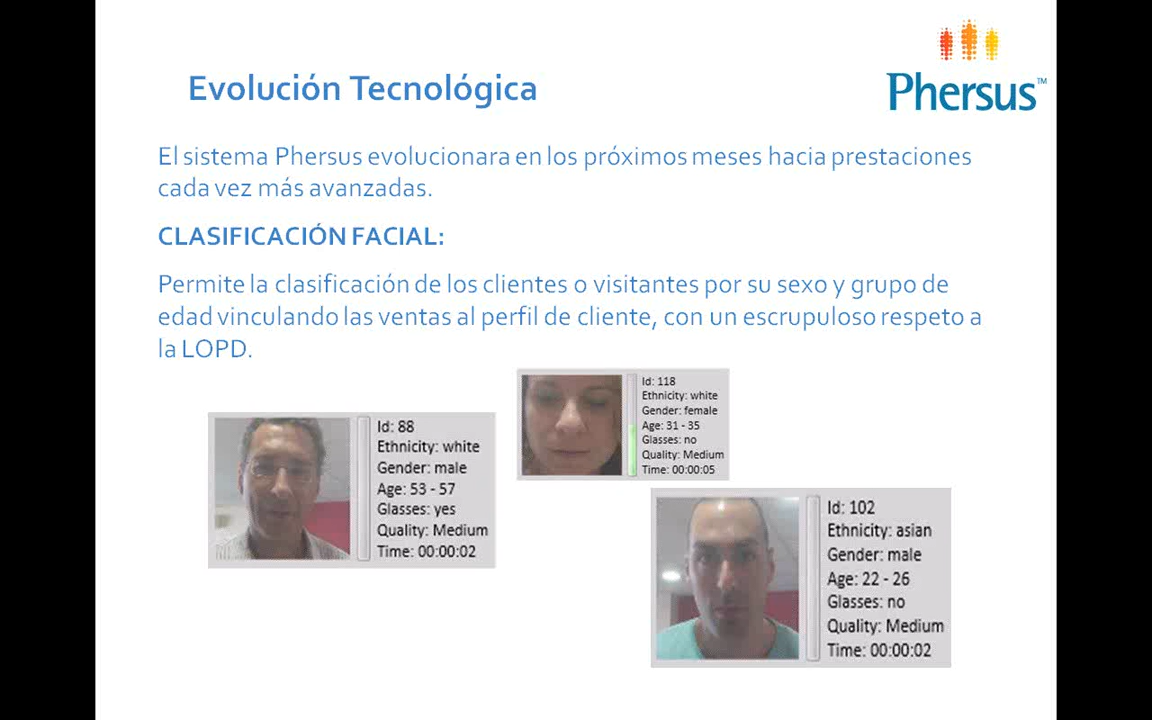 Phersus™
Evolución Tecnológica
El sistema Phersus evolucionara en los próximos meses hacia prestaciones
cada vez más avanzadas.
CLASIFICACIÓN FACIAL:
Permite la clasificación de los clientes o visitantes por su sexo y grupo de
edad vinculando las ventas al perfil de cliente, con un escrupuloso respeto a
la LOPD.
Id: 88
Ethnicity: white
Gender: male
Age: 53 - 57
Glasses: yes
Quality: Medium
Time: 00:00:02
Id: 118
Ethnicity: white
Gender: female
Age: 31 - 35
Glasses: no
Quality: Medium
Time: 00:00:05
Id: 102
Ethnicity: asian
Gender: male
Age: 22 - 26
Glasses: no
Quality: Medium
Time: 00:00:02